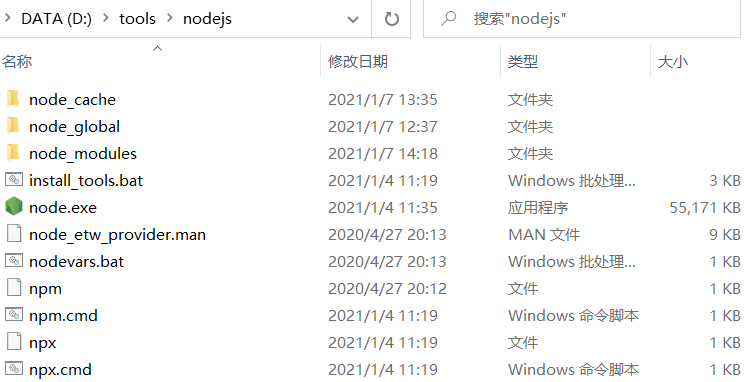 DATA (D:) tools nodejs 搜索"nodejs"
名称 修改日期 类型 大小
node_cache 2021/1/7 13:35 文件夹
node_global 2021/1/7 12:37 文件夹
node_modules 2021/1/7 14:18 文件夹
install_tools.bat 2021/1/4 11:19 Windows 批处理... 3 KB
node.exe 2021/1/4 11:35 应用程序 55,171 KB
node_etw_provider.man 2020/4/27 20:13 MAN 文件 9 KB
nodevars.bat 2020/4/27 20:13 Windows 批处理... 1 KB
npm 2020/4/27 20:12 文件 1 KB
npm.cmd 2021/1/4 11:19 Windows 命令脚本 1 KB
npx 2021/1/4 11:19 文件 1 KB
npx.cmd 2021/1/4 11:19 Windows 命令脚本 1 KB